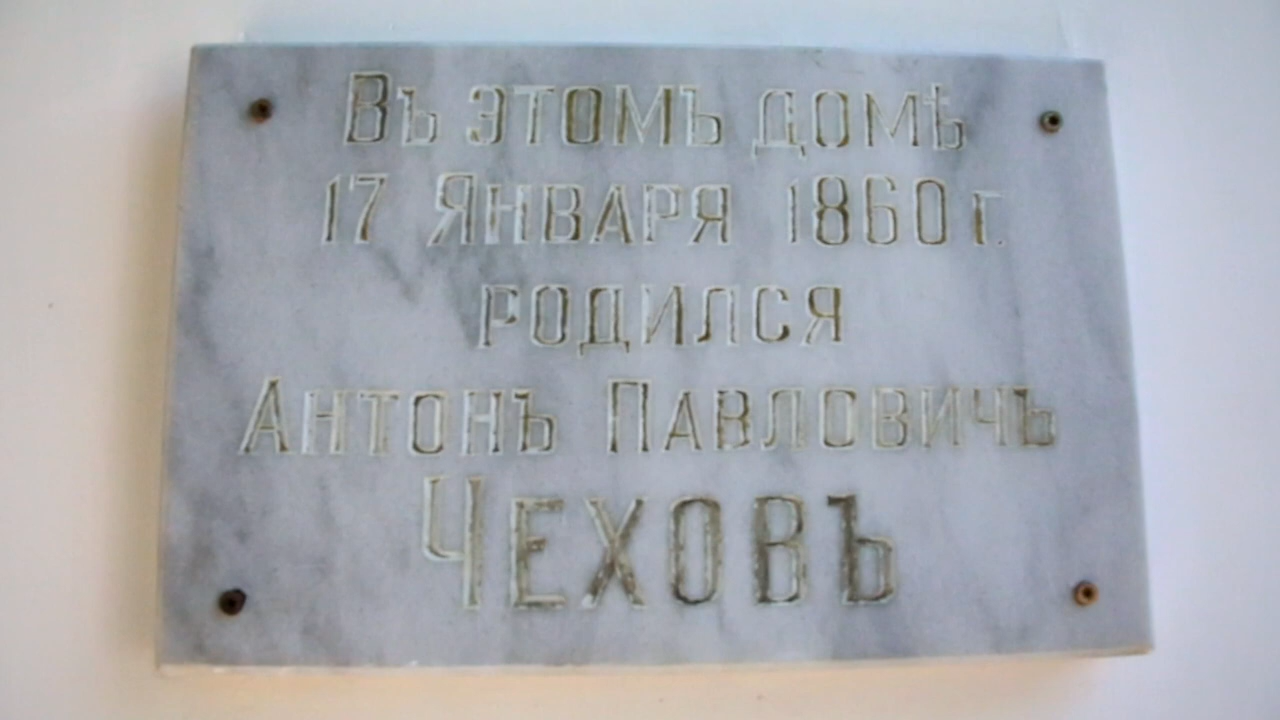 Въ этомъ домѣ
17 Января 1860 г.
родился
Антонъ Павловичъ
Чеховъ